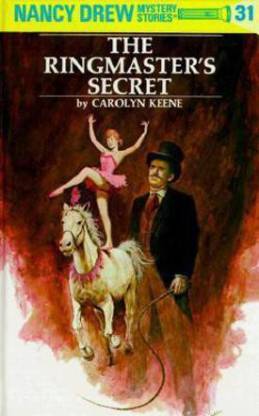 NANCY DREW MYSTERY STORIES® 31
THE
RINGMASTER'S
SECRET
by CAROLYN KEENE